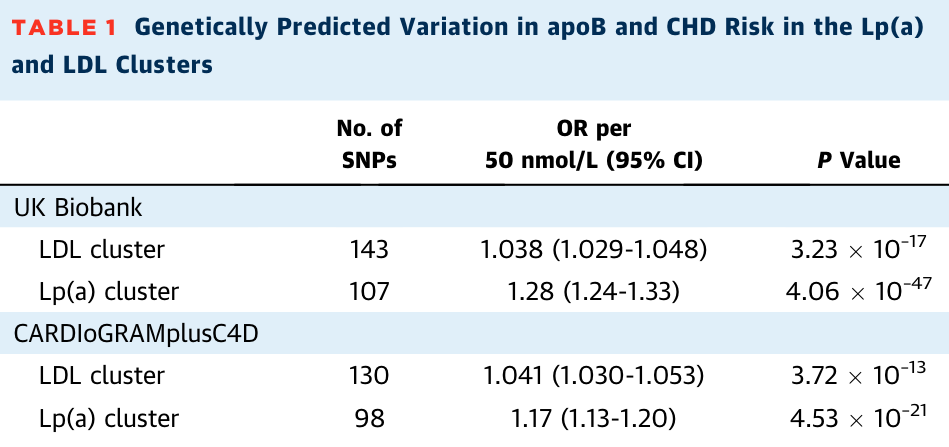 TABLE 1 Genetically Predicted Variation in apoB and CHD Risk in the Lp(a)
and LDL Clusters
No. of SNPs OR per 50 nmol/L (95% CI) P Value
UK Biobank
LDL cluster 143 1.038 (1.029-1.048) 3.23 × 10⁻¹⁷
Lp(a) cluster 107 1.28 (1.24-1.33) 4.06 × 10⁻⁴⁷
CARDIoGRAMplusC4D
LDL cluster 130 1.041 (1.030-1.053) 3.72 × 10⁻¹³
Lp(a) cluster 98 1.17 (1.13-1.20) 4.53 × 10⁻²¹